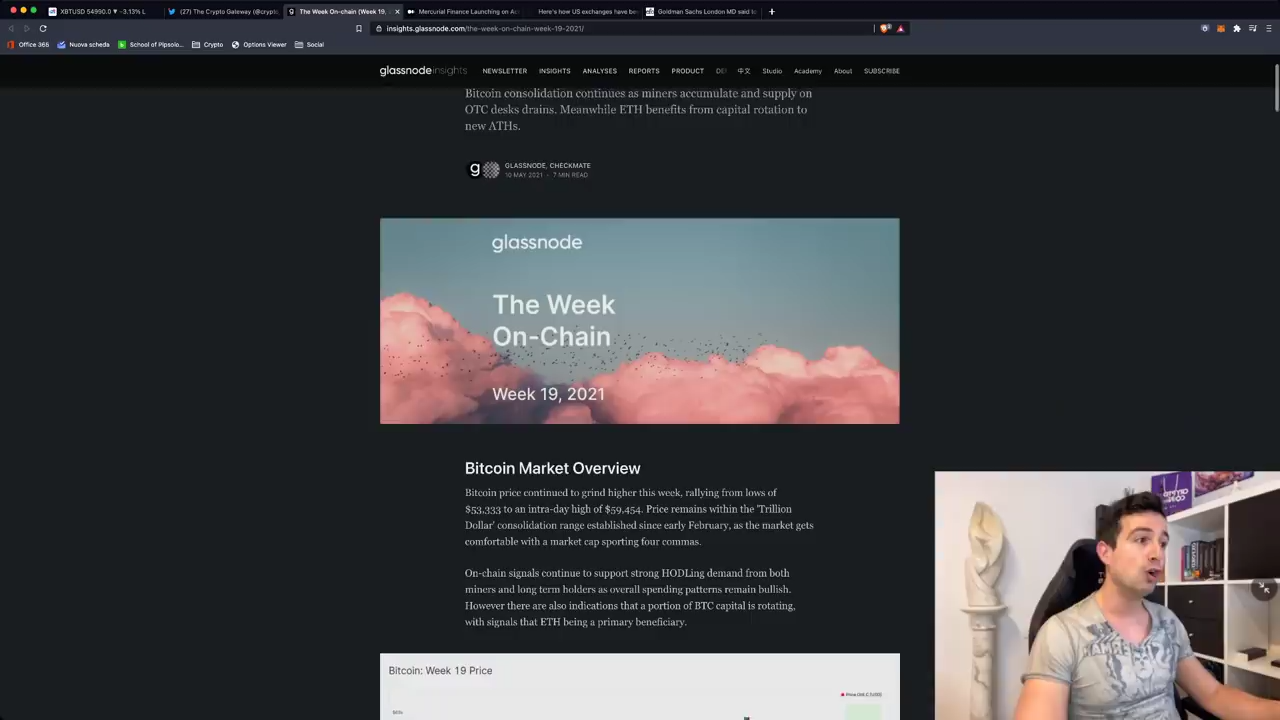 XBTUSD 54990.0 ▼ -3.13% L
(27) The Crypto Gateway (@crypt
The Week On-chain (Week 19,
Mercurial Finance Launching on Ac
Here's how US exchanges have be
Goldman Sachs London MD said to
insights.glassnode.com/the-week-on-chain-week-19-2021/
Office 365
Nuova scheda
School of Pipsolo...
Crypto
Options Viewer
Social
glassnode insights
NEWSLETTER
INSIGHTS
ANALYSES
REPORTS
PRODUCT
中文
Studio
Academy
About
SUBSCRIBE
Bitcoin consolidation continues as miners accumulate and supply on
OTC desks drains. Meanwhile ETH benefits from capital rotation to
new ATHs.
GLASSNODE, CHECKMATE
10 MAY 2021 • 7 MIN READ
glassnode
The Week
On-Chain
Week 19, 2021
Bitcoin Market Overview
Bitcoin price continued to grind higher this week, rallying from lows of
$53,333 to an intra-day high of $59,454. Price remains within the 'Trillion
Dollar' consolidation range established since early February, as the market gets
comfortable with a market cap sporting four commas.
On-chain signals continue to support strong HODLing demand from both
miners and long term holders as overall spending patterns remain bullish.
However there are also indications that a portion of BTC capital is rotating,
with signals that ETH being a primary beneficiary.
Bitcoin: Week 19 Price